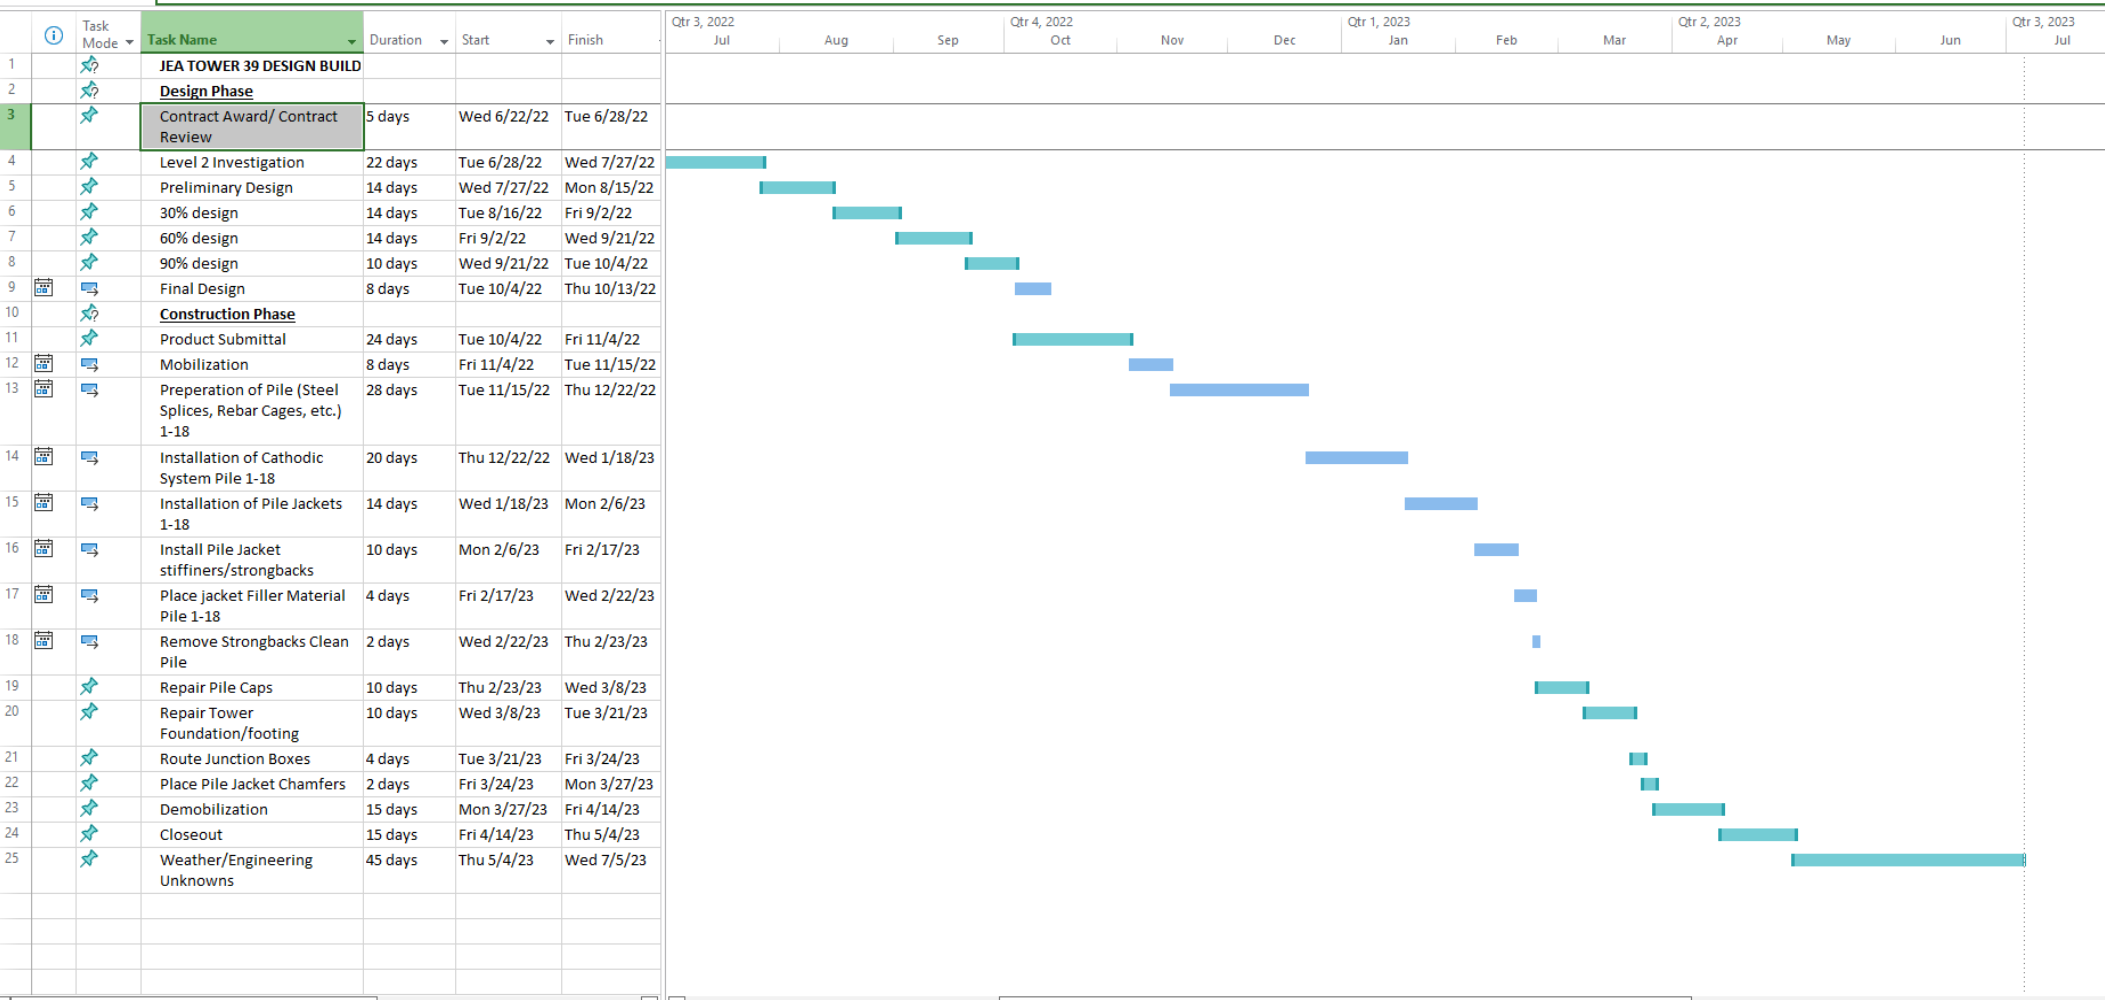 Qtr 3, 2022 Qtr 4, 2022 Qtr 1, 2023 Qtr 2, 2023 Qtr 3, 2023
Task Mode Task Name Duration Start Finish Jul Aug Sep Oct Nov Dec Jan Feb Mar Apr May Jun Jul
1 JEA TOWER 39 DESIGN BUILD
2 Design Phase
3 Contract Award/ Contract 5 days Wed 6/22/22 Tue 6/28/22
Review
4 Level 2 Investigation 22 days Tue 6/28/22 Wed 7/27/22
5 Preliminary Design 14 days Wed 7/27/22 Mon 8/15/22
6 30% design 14 days Tue 8/16/22 Fri 9/2/22
7 60% design 14 days Fri 9/2/22 Wed 9/21/22
8 90% design 10 days Wed 9/21/22 Tue 10/4/22
9 Final Design 8 days Tue 10/4/22 Thu 10/13/22
10 Construction Phase
11 Product Submittal 24 days Tue 10/4/22 Fri 11/4/22
12 Mobilization 8 days Fri 11/4/22 Tue 11/15/22
13 Preperation of Pile (Steel 28 days Tue 11/15/22 Thu 12/22/22
Splices, Rebar Cages, etc.)
1-18
14 Installation of Cathodic 20 days Thu 12/22/22 Wed 1/18/23
System Pile 1-18
15 Installation of Pile Jackets 14 days Wed 1/18/23 Mon 2/6/23
1-18
16 Install Pile Jacket 10 days Mon 2/6/23 Fri 2/17/23
stiffiners/strongbacks
17 Place jacket Filler Material 4 days Fri 2/17/23 Wed 2/22/23
Pile 1-18
18 Remove Strongbacks Clean 2 days Wed 2/22/23 Thu 2/23/23
Pile
19 Repair Pile Caps 10 days Thu 2/23/23 Wed 3/8/23
20 Repair Tower 10 days Wed 3/8/23 Tue 3/21/23
Foundation/footing
21 Route Junction Boxes 4 days Tue 3/21/23 Fri 3/24/23
22 Place Pile Jacket Chamfers 2 days Fri 3/24/23 Mon 3/27/23
23 Demobilization 15 days Mon 3/27/23 Fri 4/14/23
24 Closeout 15 days Fri 4/14/23 Thu 5/4/23
25 Weather/Engineering 45 days Thu 5/4/23 Wed 7/5/23
Unknowns